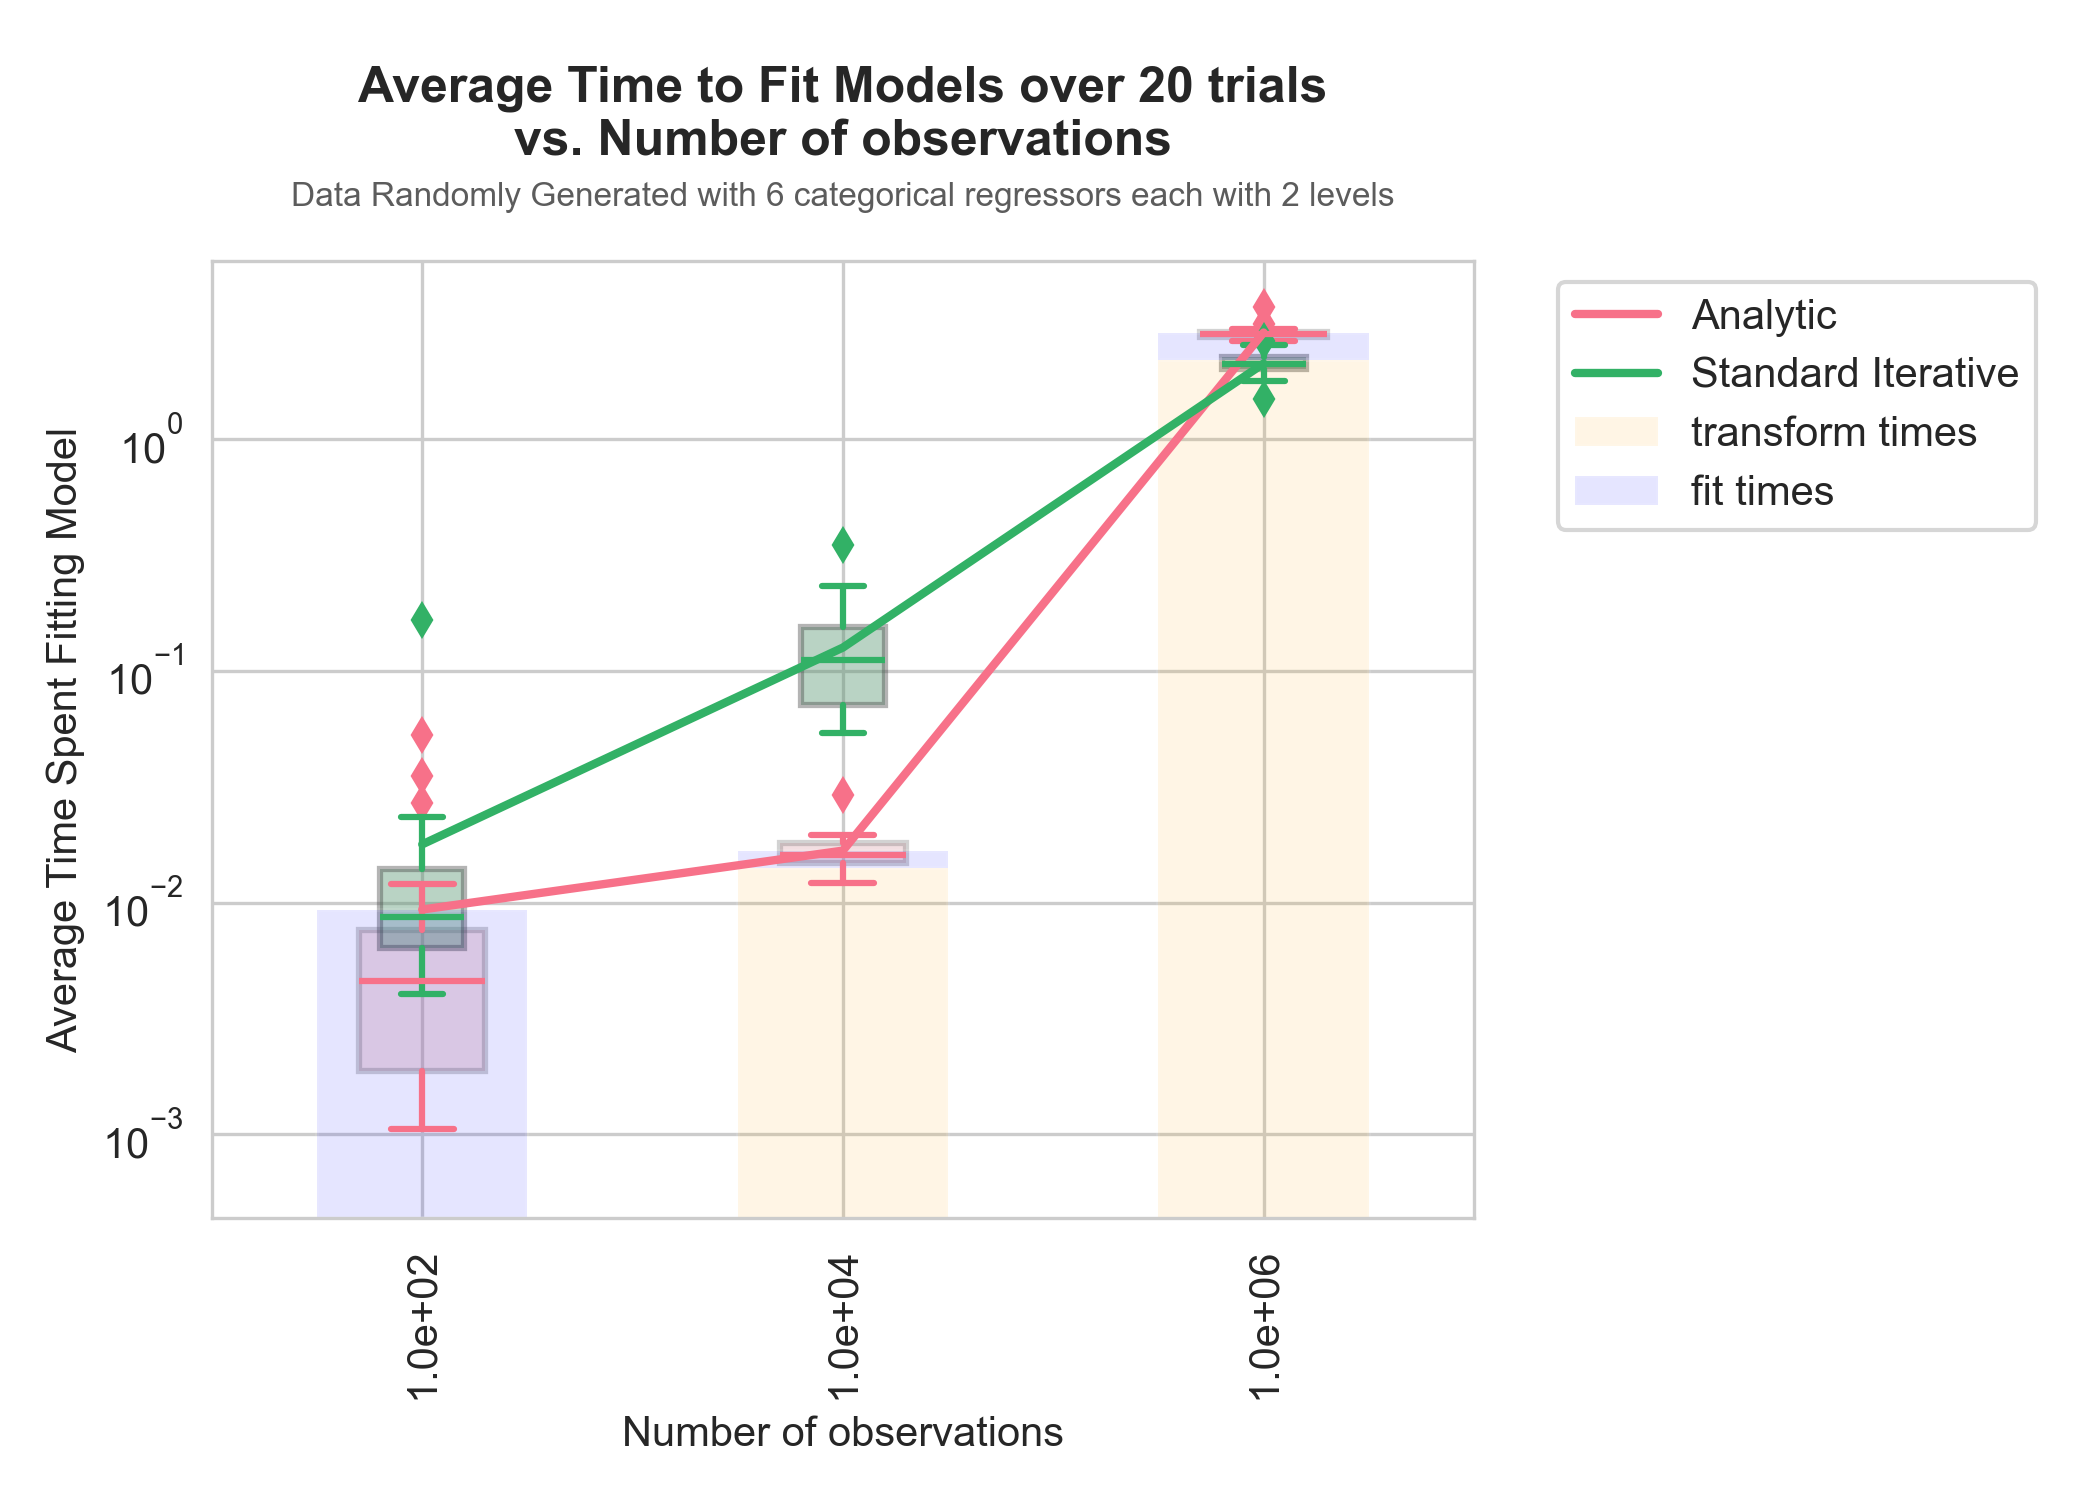 Average Time to Fit Models over 20 trials
vs. Number of observations
Data Randomly Generated with 6 categorical regressors each with 2 levels
Average Time Spent Fitting Model
10⁰
10⁻¹
10⁻²
10⁻³
1.0e+02
1.0e+04
1.0e+06
Number of observations
Analytic
Standard Iterative
transform times
fit times